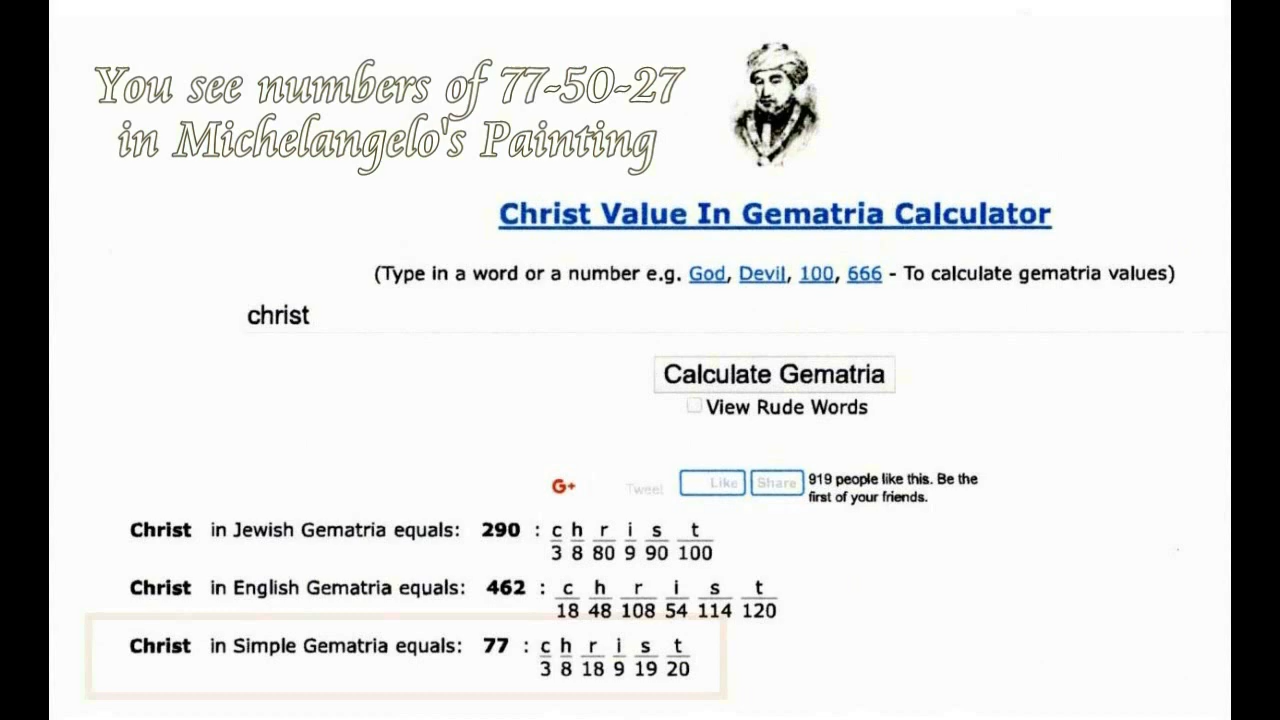 You see numbers of 77-50-27
in Michelangelo's Painting
Christ Value In Gematria Calculator
(Type in a word or a number e.g. God, Devil, 100, 666 - To calculate gematria values)
christ
Calculate Gematria
View Rude Words
G+ Tweet Like Share 919 people like this. Be the
first of your friends.
Christ in Jewish Gematria equals: 290 : c h r i s t
3 8 80 9 90 100
Christ in English Gematria equals: 462 : c h r i s t
18 48 108 54 114 120
Christ in Simple Gematria equals: 77 : c h r i s t
3 8 18 9 19 20